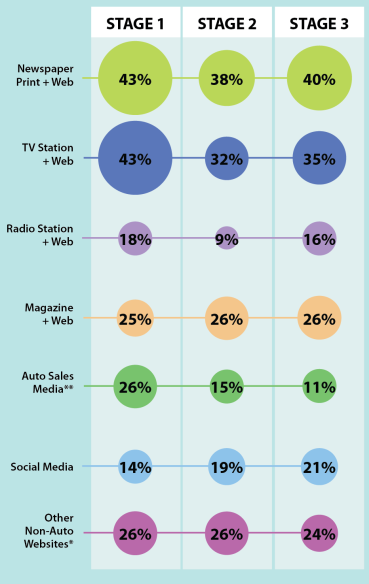 STAGE 1 STAGE 2 STAGE 3
Newspaper
Print + Web
43% 38% 40%
TV Station
+ Web
43% 32% 35%
Radio Station
+ Web
18% 9% 16%
Magazine
+ Web
25% 26% 26%
Auto Sales
Media**
26% 15% 11%
Social Media
14% 19% 21%
Other
Non-Auto
Websites*
26% 26% 24%